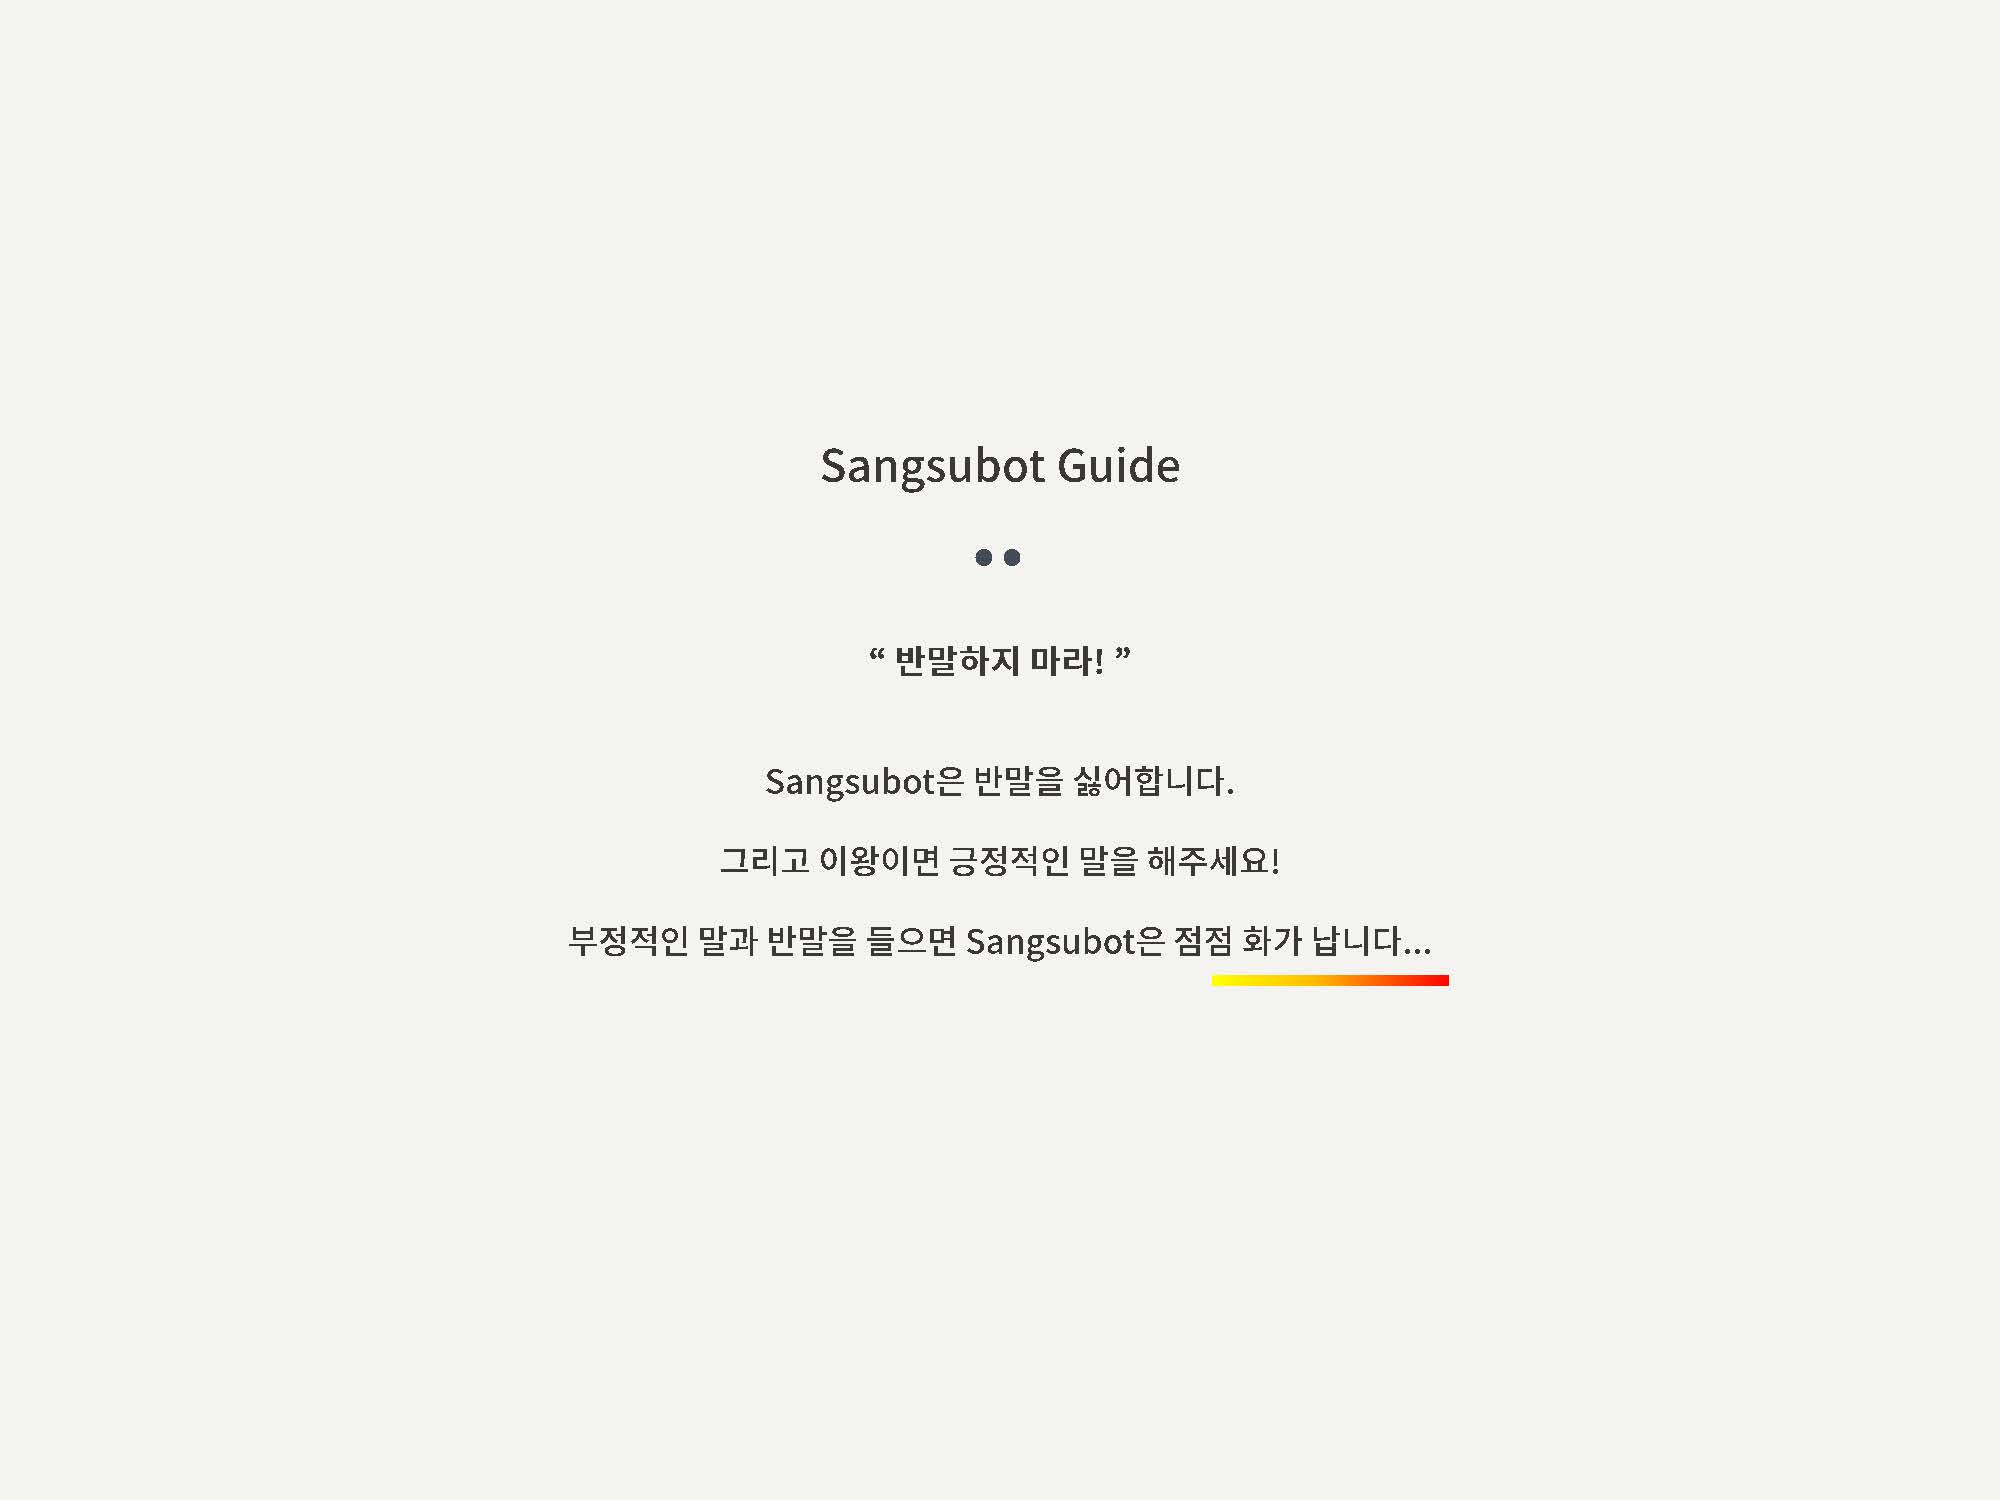 Sangsubot Guide
“ 반말하지 마라! ”
Sangsubot은 반말을 싫어합니다.
그리고 이왕이면 긍정적인 말을 해주세요!
부정적인 말과 반말을 들으면 Sangsubot은 점점 화가 납니다...